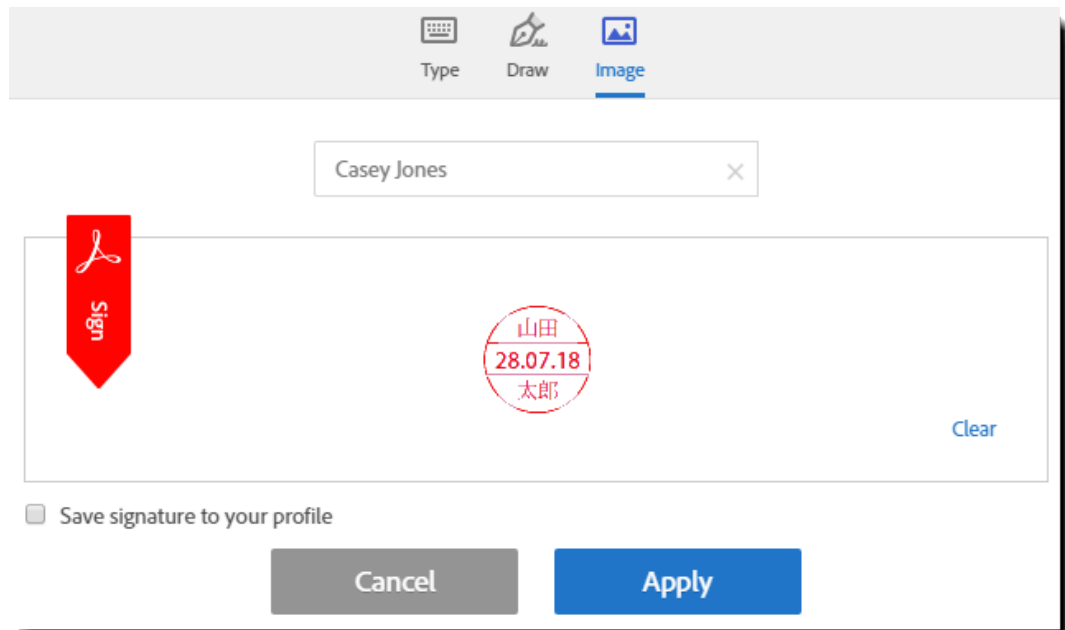 Type Draw Image
Casey Jones
Sign
山田
28.07.18
太郎
Clear
Save signature to your profile
Cancel Apply